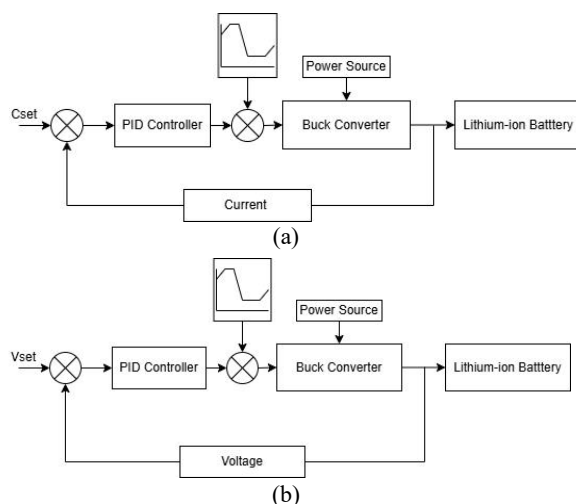 Power Source
Cset
PID Controller
Buck Converter
Lithium-ion Batttery
Current
(a)
Power Source
Vset
PID Controller
Buck Converter
Lithium-ion Batttery
Voltage
(b)